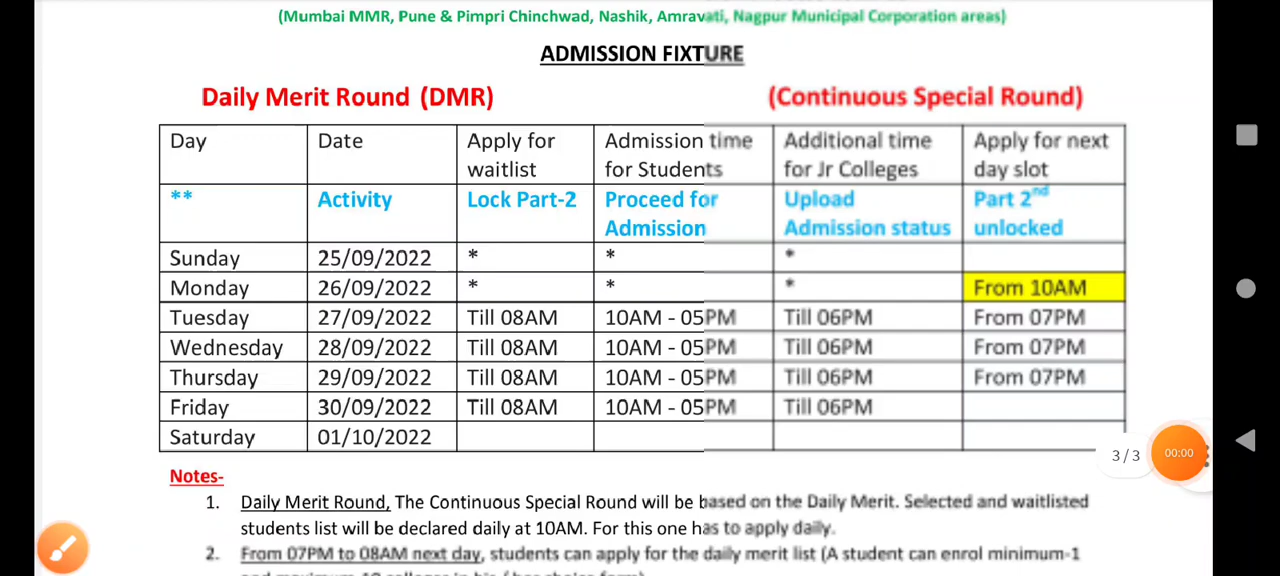 (Mumbai MMR, Pune & Pimpri Chinchwad, Nashik, Amravati, Nagpur Municipal Corporation areas)
ADMISSION FIXTURE
Daily Merit Round (DMR) (Continuous Special Round)
Day Date Apply for waitlist Admission time for Students Additional time for Jr Colleges Apply for next day slot
** Activity Lock Part-2 Proceed for Admission Upload Admission status Part 2nd unlocked
Sunday 25/09/2022 * * *
Monday 26/09/2022 * * * From 10AM
Tuesday 27/09/2022 Till 08AM 10AM - 05PM Till 06PM From 07PM
Wednesday 28/09/2022 Till 08AM 10AM - 05PM Till 06PM From 07PM
Thursday 29/09/2022 Till 08AM 10AM - 05PM Till 06PM From 07PM
Friday 30/09/2022 Till 08AM 10AM - 05PM Till 06PM
Saturday 01/10/2022
3/3
00:00
Notes-
1. Daily Merit Round, The Continuous Special Round will be based on the Daily Merit. Selected and waitlisted
students list will be declared daily at 10AM. For this one has to apply daily.
2. From 07PM to 08AM next day, students can apply for the daily merit list (A student can enrol minimum-1